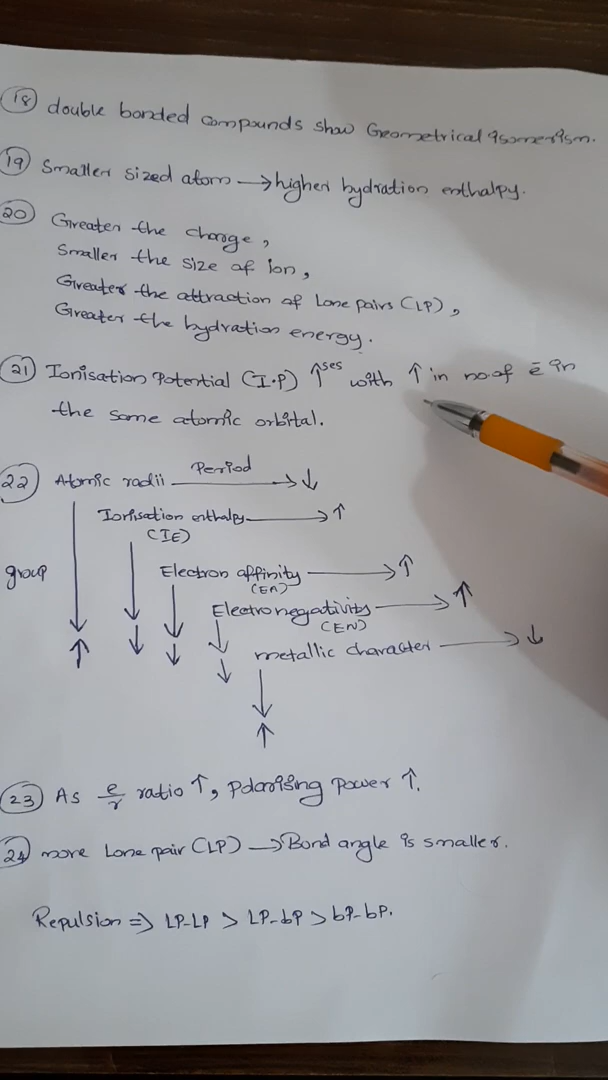 (18) double bonded compounds show Geometrical isomerism.
(19) Smaller sized atom → higher hydration enthalpy.
(20) Greater the charge,
Smaller the size of ion,
Greater the attraction of Lone pairs (LP),
Greater the hydration energy.
(21) Ionisation Potential (I.P) ↑ses with ↑ in no.of ē in
the same atomic orbital.
(22) Atomic radii Period → ↓
Ionisation enthalpy → ↑
(IE)
group
Electron affinity → ↑
(EA)
Electronegativity → ↑
(EN)
↓ ↓ ↓ ↓
↑ ↓ ↓ ↓
metallic character → ↓
↓
↑
(23) As e/r ratio ↑, Polarising Power ↑.
(24) more Lone pair (LP) → Bond angle is smaller.
Repulsion ⇒ LP-LP > LP-bP > bP-bP.